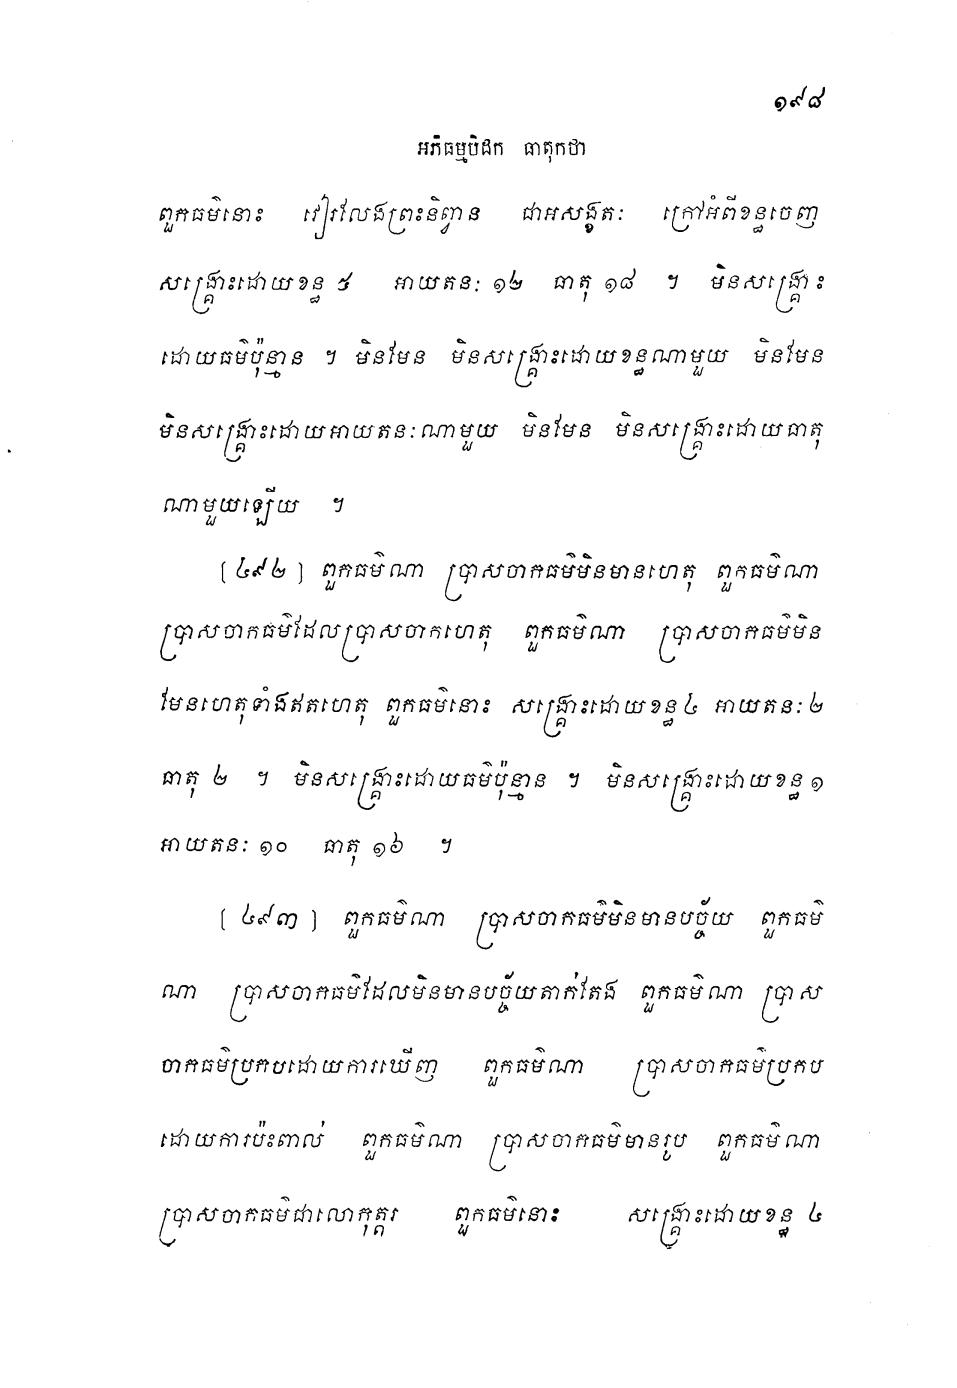 ១៩៨
អភិធម្មបិដក ធាតុកថា
ពួកធម៌នោះ វៀរលែងព្រះនិព្វាន ជាអសង្ខតៈ ក្រៅអំពីខន្ធចេញ
សង្គ្រោះដោយខន្ធ ៥ អាយតនៈ ១២ ធាតុ ១៨ ។ មិនសង្គ្រោះ
ដោយធម៌ប៉ុន្មាន ។ មិនមែន មិនសង្គ្រោះដោយខន្ធណាមួយ មិនមែន
មិនសង្គ្រោះដោយអាយតនៈណាមួយ មិនមែន មិនសង្គ្រោះដោយធាតុ
ណាមួយឡើយ ។
[ ៤៩២ ] ពួកធម៌ណា ប្រាសចាកធម៌មិនមានហេតុ ពួកធម៌ណា
ប្រាសចាកធម៌ដែលប្រាសចាកហេតុ ពួកធម៌ណា ប្រាសចាកធម៌មិន
មែនហេតុទាំងឥតហេតុ ពួកធម៌នោះ សង្គ្រោះដោយខន្ធ ៤ អាយតនៈ ២
ធាតុ ២ ។ មិនសង្គ្រោះដោយធម៌ប៉ុន្មាន ។ មិនសង្គ្រោះដោយខន្ធ ១
អាយតនៈ ១០ ធាតុ ១៦ ។
[ ៤៩៣ ] ពួកធម៌ណា ប្រាសចាកធម៌មិនមានបច្ច័យ ពួកធម៌
ណា ប្រាសចាកធម៌ដែលមិនមានបច្ច័យតាក់តែង ពួកធម៌ណា ប្រាស
ចាកធម៌ប្រកបដោយការឃើញ ពួកធម៌ណា ប្រាសចាកធម៌ប្រកប
ដោយការប៉ះពាល់ ពួកធម៌ណា ប្រាសចាកធម៌មានរូប ពួកធម៌ណា
ប្រាសចាកធម៌ជាលោកុត្តរ ពួកធម៌នោះ សង្គ្រោះដោយខន្ធ ៤